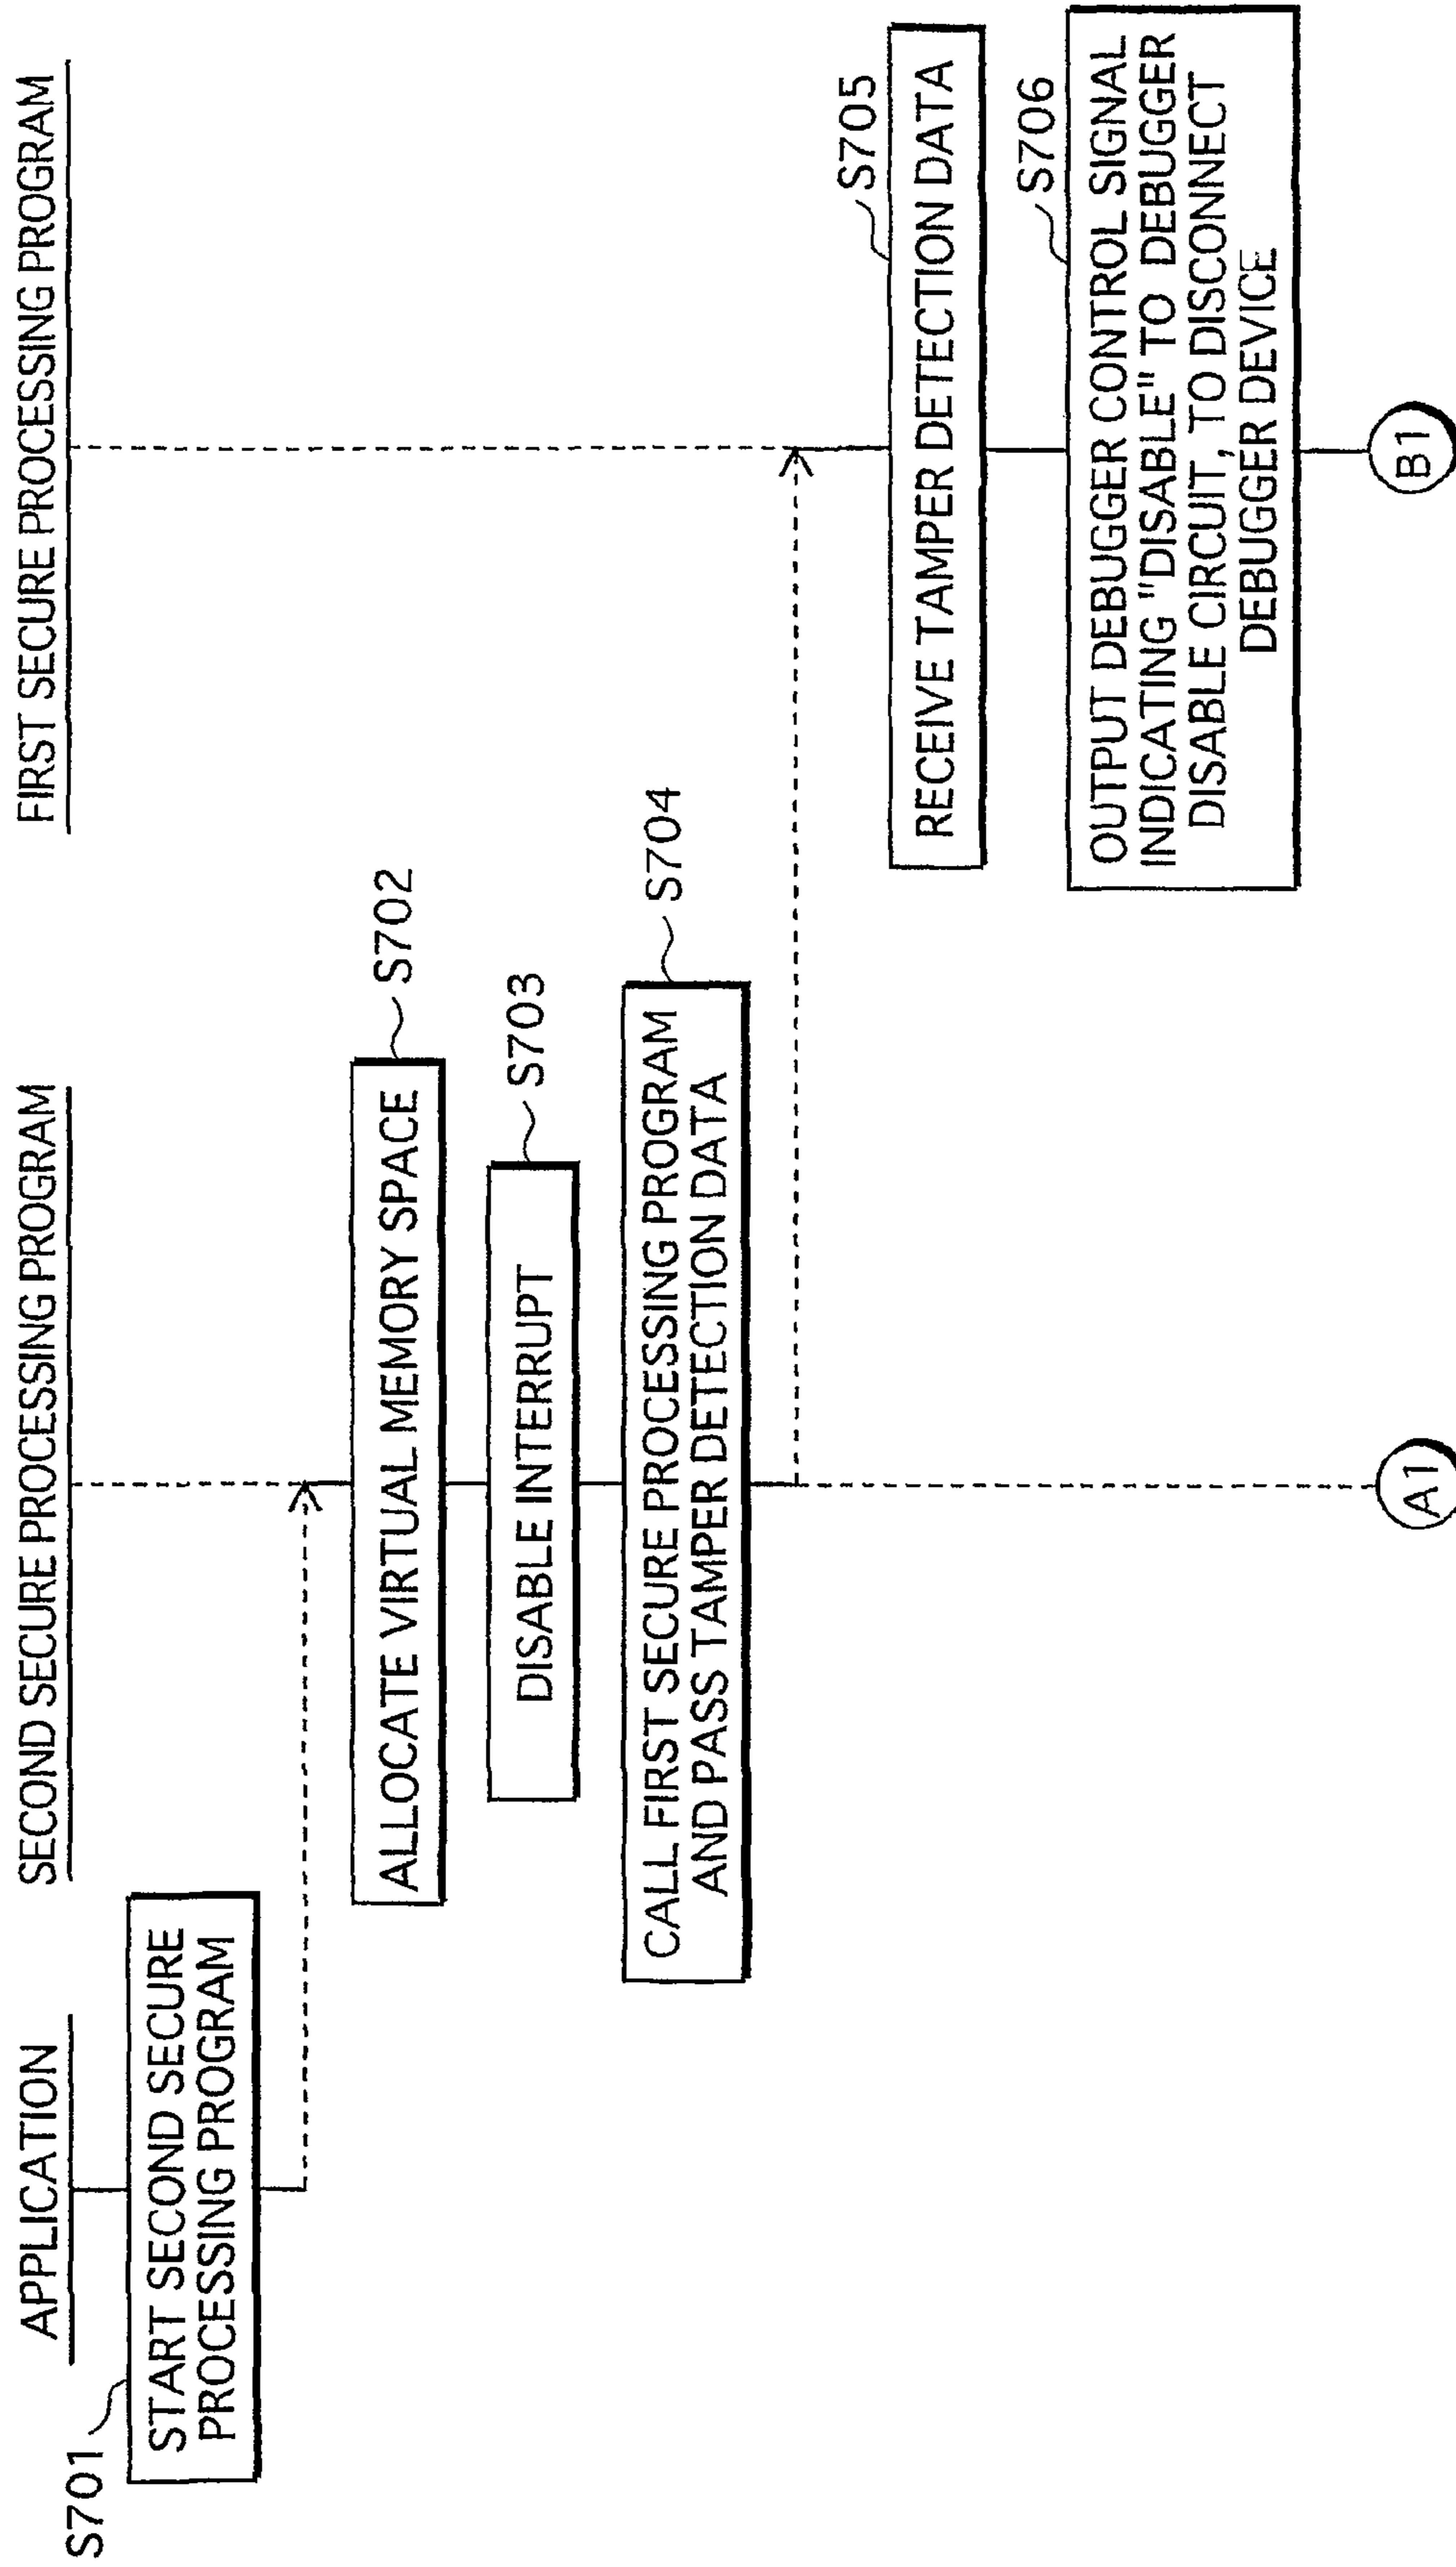 APPLICATION
SECOND SECURE PROCESSING PROGRAM
FIRST SECURE PROCESSING PROGRAM
S701
START SECOND SECURE
PROCESSING PROGRAM
S702
ALLOCATE VIRTUAL MEMORY SPACE
S703
DISABLE INTERRUPT
S704
CALL FIRST SECURE PROCESSING PROGRAM
AND PASS TAMPER DETECTION DATA
S705
RECEIVE TAMPER DETECTION DATA
S706
OUTPUT DEBUGGER CONTROL SIGNAL
INDICATING "DISABLE" TO DEBUGGER
DISABLE CIRCUIT, TO DISCONNECT
DEBUGGER DEVICE
A1
B1